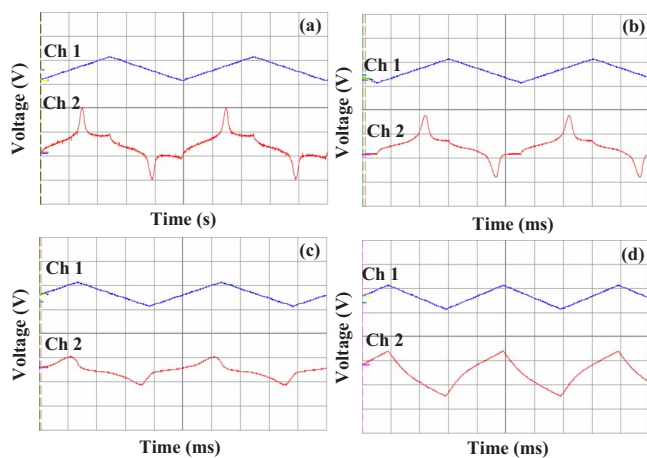 (a)
Ch 1
Ch 2
Voltage (V)
Time (s)
(b)
Ch 1
Ch 2
Voltage (V)
Time (ms)
(c)
Ch 1
Ch 2
Voltage (V)
Time (ms)
(d)
Ch 1
Ch 2
Voltage (V)
Time (ms)